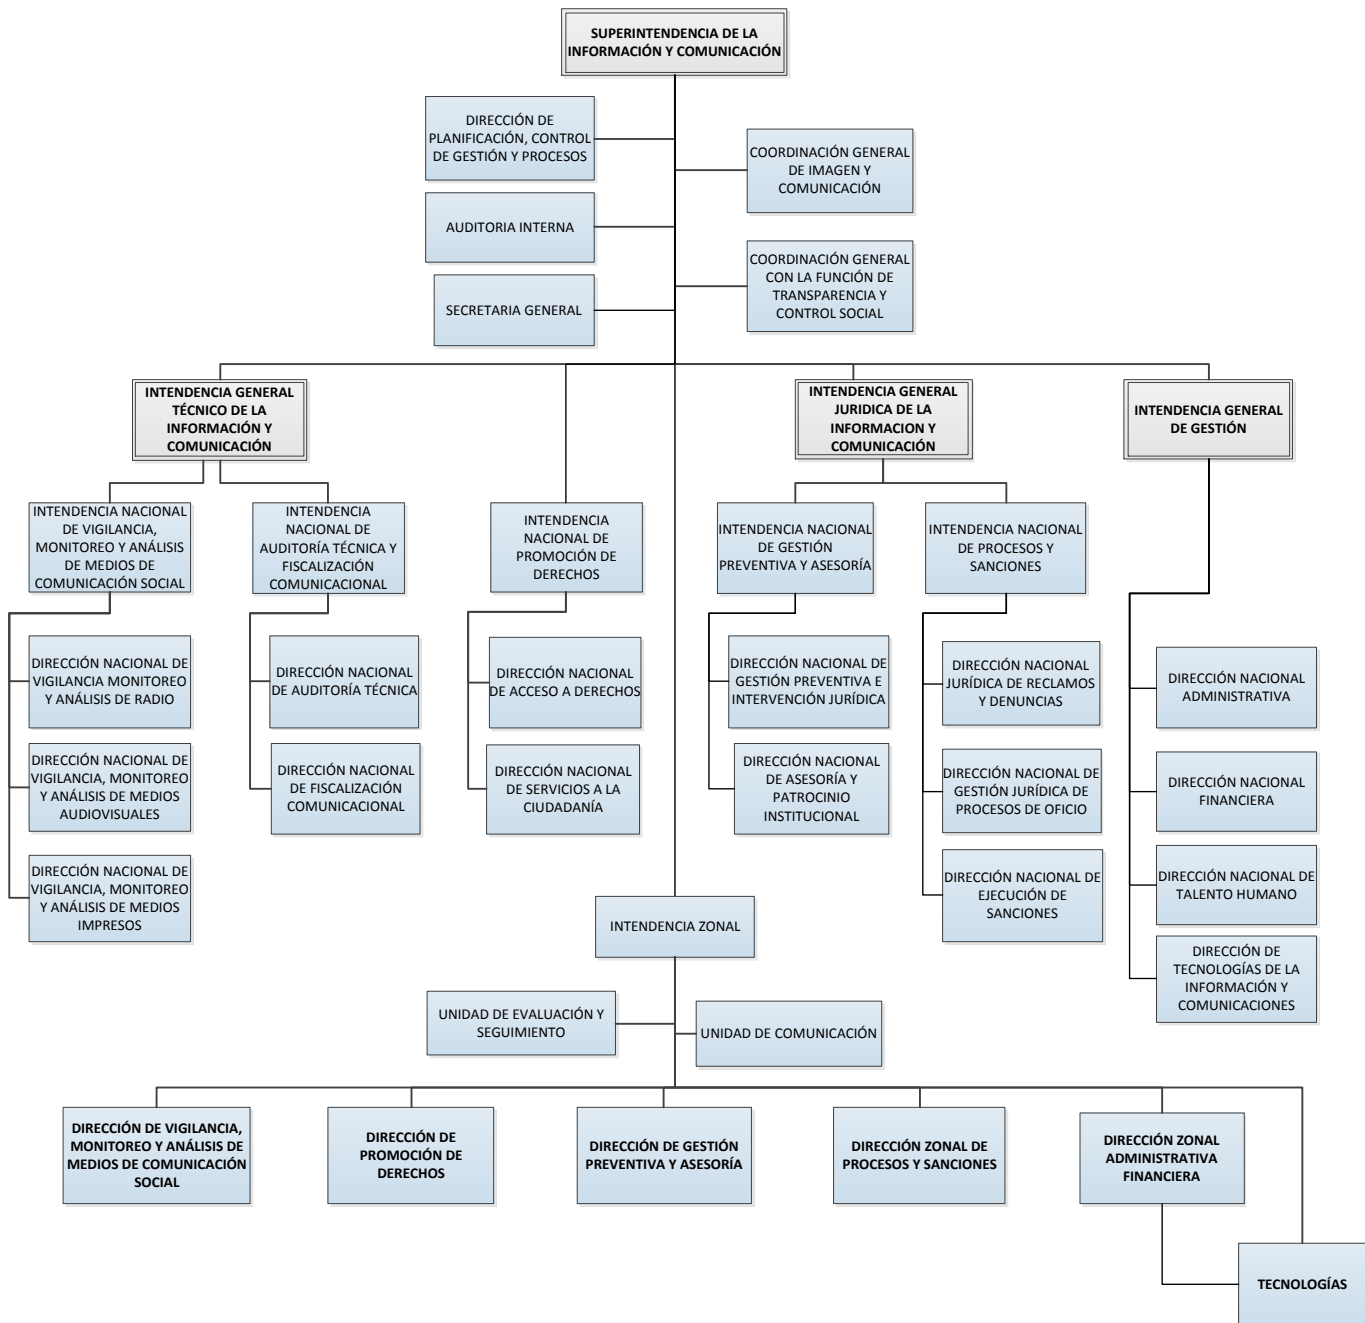 SUPERINTENDENCIA DE LA
INFORMACIÓN Y COMUNICACIÓN
DIRECCIÓN DE
PLANIFICACIÓN, CONTROL
DE GESTIÓN Y PROCESOS
COORDINACIÓN GENERAL
DE IMAGEN Y
COMUNICACIÓN
AUDITORIA INTERNA
COORDINACIÓN GENERAL
CON LA FUNCIÓN DE
TRANSPARENCIA Y
CONTROL SOCIAL
SECRETARIA GENERAL
INTENDENCIA GENERAL
TÉCNICO DE LA
INFORMACIÓN Y
COMUNICACIÓN
INTENDENCIA GENERAL
JURIDICA DE LA
INFORMACION Y
COMUNICACIÓN
INTENDENCIA GENERAL
DE GESTIÓN
INTENDENCIA NACIONAL
DE VIGILANCIA,
MONITOREO Y ANÁLISIS
DE MEDIOS DE
COMUNICACIÓN SOCIAL
INTENDENCIA
NACIONAL DE
AUDITORÍA TÉCNICA Y
FISCALIZACIÓN
COMUNICACIONAL
INTENDENCIA
NACIONAL DE
PROMOCIÓN DE
DERECHOS
INTENDENCIA NACIONAL
DE GESTIÓN
PREVENTIVA Y ASESORÍA
INTENDENCIA NACIONAL
DE PROCESOS Y
SANCIONES
DIRECCIÓN NACIONAL DE
VIGILANCIA MONITOREO
Y ANÁLISIS DE RADIO
DIRECCIÓN NACIONAL
DE AUDITORÍA TÉCNICA
DIRECCIÓN NACIONAL
DE ACCESO A DERECHOS
DIRECCIÓN NACIONAL DE
GESTIÓN PREVENTIVA E
INTERVENCIÓN JURÍDICA
DIRECCIÓN NACIONAL
JURÍDICA DE RECLAMOS
Y DENUNCIAS
DIRECCIÓN NACIONAL
ADMINISTRATIVA
DIRECCIÓN NACIONAL DE
VIGILANCIA, MONITOREO
Y ANÁLISIS DE MEDIOS
AUDIOVISUALES
DIRECCIÓN NACIONAL
DE FISCALIZACIÓN
COMUNICACIONAL
DIRECCIÓN NACIONAL
DE SERVICIOS A LA
CIUDADANÍA
DIRECCIÓN NACIONAL
DE ASESORÍA Y
PATROCINIO
INSTITUCIONAL
DIRECCIÓN NACIONAL DE
GESTIÓN JURÍDICA DE
PROCESOS DE OFICIO
DIRECCIÓN NACIONAL
FINANCIERA
DIRECCIÓN NACIONAL DE
VIGILANCIA, MONITOREO
Y ANÁLISIS DE MEDIOS
IMPRESOS
DIRECCIÓN NACIONAL DE
EJECUCIÓN DE
SANCIONES
DIRECCIÓN NACIONAL DE
TALENTO HUMANO
INTENDENCIA ZONAL
DIRECCIÓN DE
TECNOLOGÍAS DE LA
INFORMACIÓN Y
COMUNICACIONES
UNIDAD DE EVALUACIÓN Y
SEGUIMIENTO
UNIDAD DE COMUNICACIÓN
DIRECCIÓN DE VIGILANCIA,
MONITOREO Y ANÁLISIS DE
MEDIOS DE COMUNICACIÓN
SOCIAL
DIRECCIÓN DE
PROMOCIÓN DE
DERECHOS
DIRECCIÓN DE GESTIÓN
PREVENTIVA Y ASESORÍA
DIRECCIÓN ZONAL DE
PROCESOS Y SANCIONES
DIRECCIÓN ZONAL
ADMINISTRATIVA
FINANCIERA
TECNOLOGÍAS